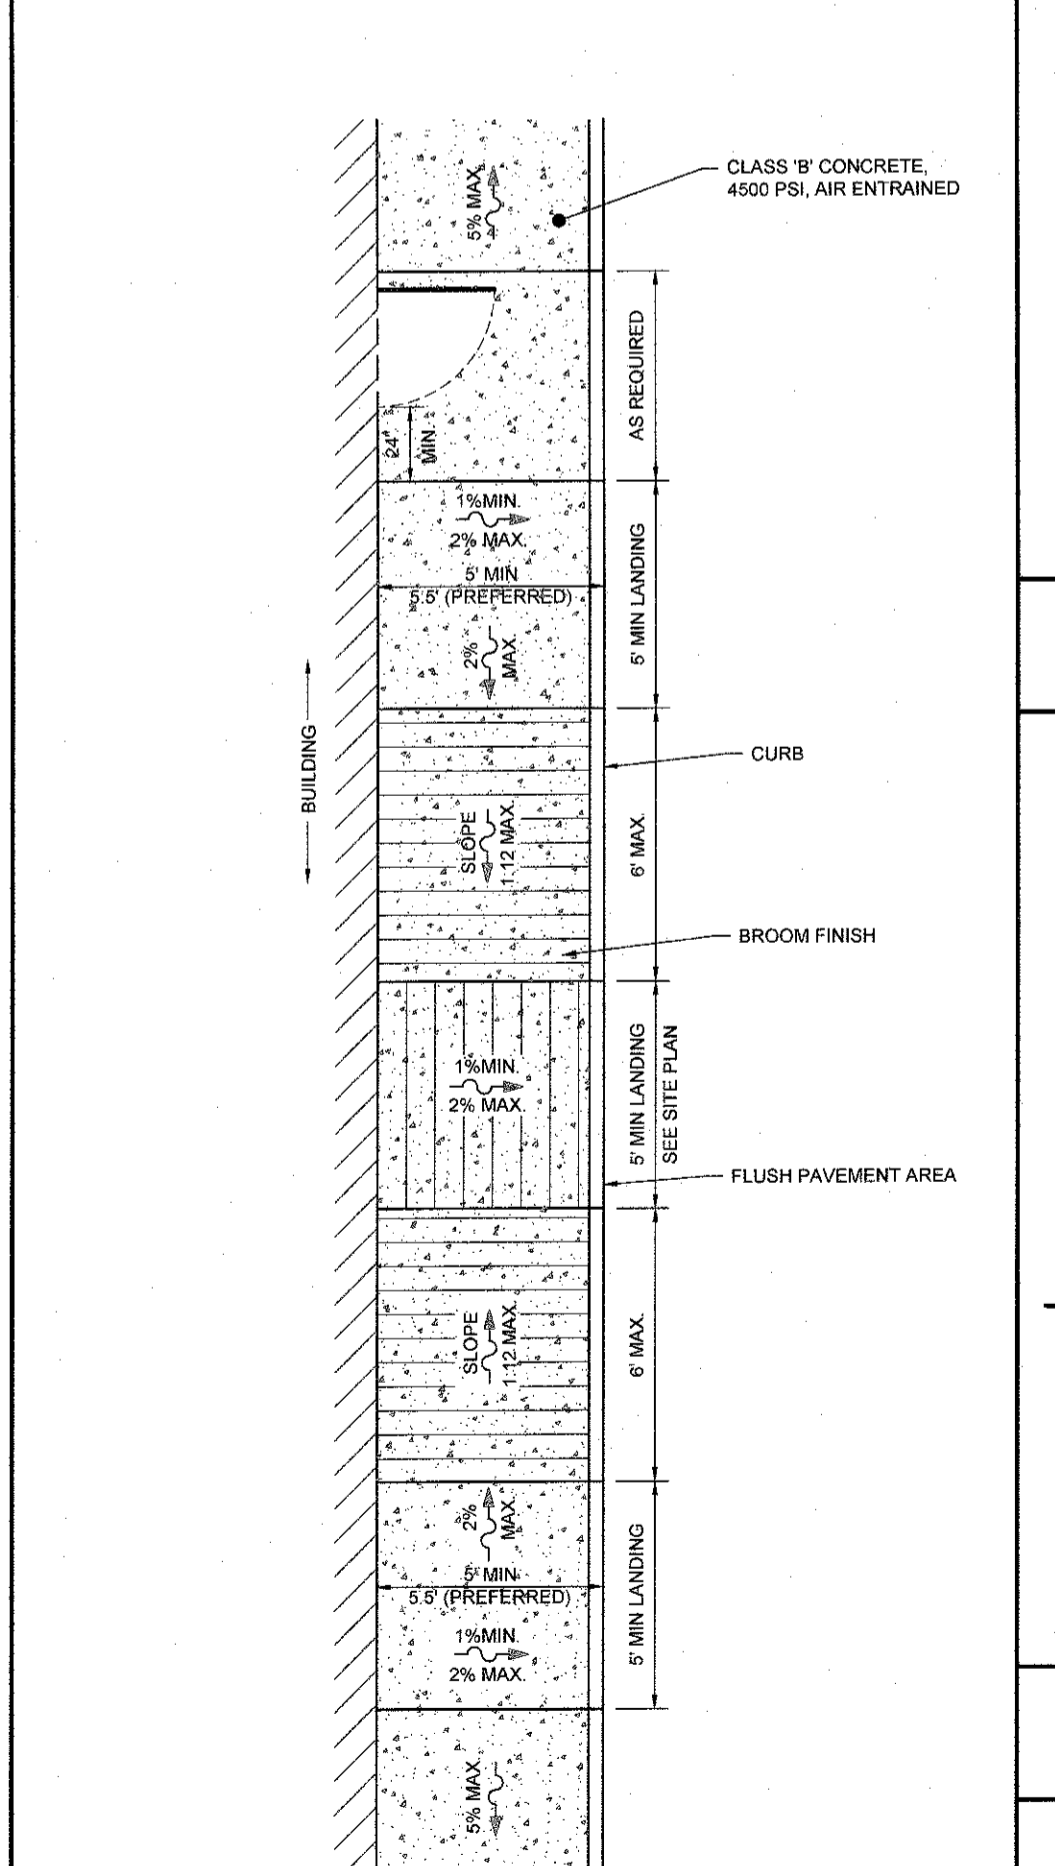 CLASS 'B' CONCRETE,
4500 PSI, AIR ENTRAINED
5% MAX.
AS REQUIRED
24"
MIN.
1%MIN.
2% MAX.
5' MIN
5.5' (PREFERRED)
5' MIN LANDING
2%
MAX.
BUILDING
CURB
SLOPE
1:12 MAX.
6' MAX.
BROOM FINISH
1%MIN.
2% MAX.
5' MIN LANDING
SEE SITE PLAN
FLUSH PAVEMENT AREA
SLOPE
1:12 MAX.
6' MAX.
2%
MAX.
5' MIN
5.5' (PREFERRED)
5' MIN LANDING
1%MIN.
2% MAX.
5% MAX.